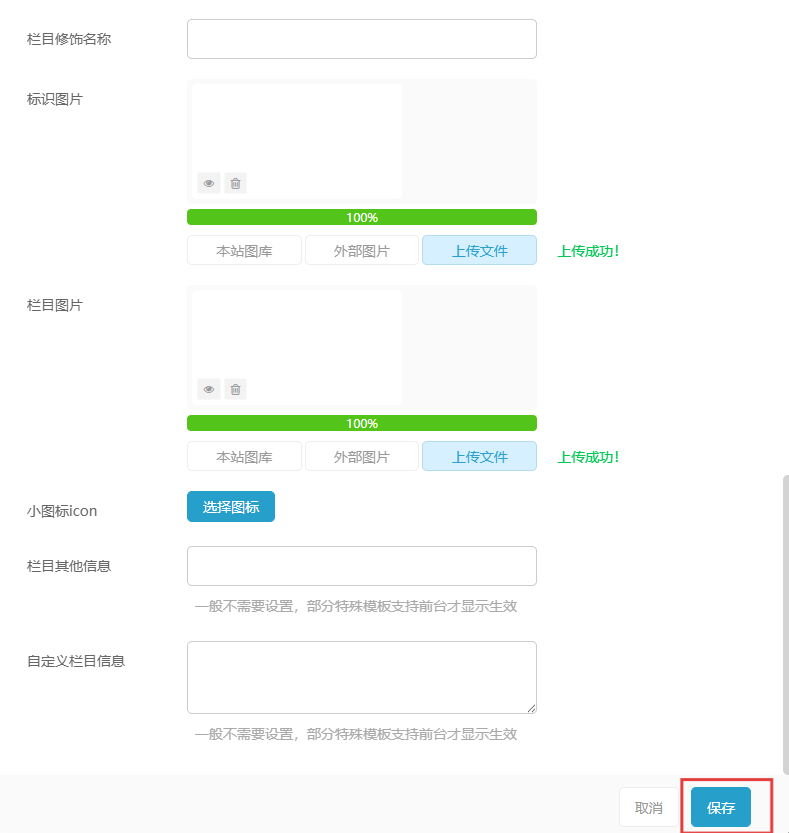 栏目修饰名称
标识图片
100%
本站图库 外部图片 上传文件 上传成功!
栏目图片
100%
本站图库 外部图片 上传文件 上传成功!
小图标icon 选择图标
栏目其他信息
一般不需要设置，部分特殊模板支持前台才显示生效
自定义栏目信息
一般不需要设置，部分特殊模板支持前台才显示生效
取消 保存